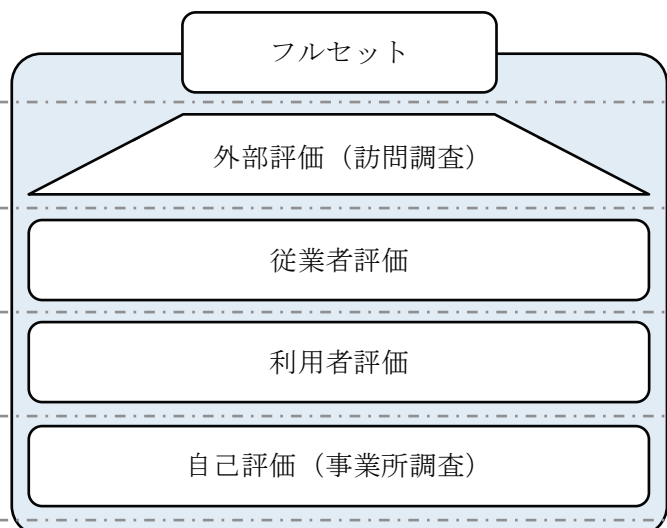 フルセット
外部評価（訪問調査）
従業者評価
利用者評価
自己評価（事業所調査）